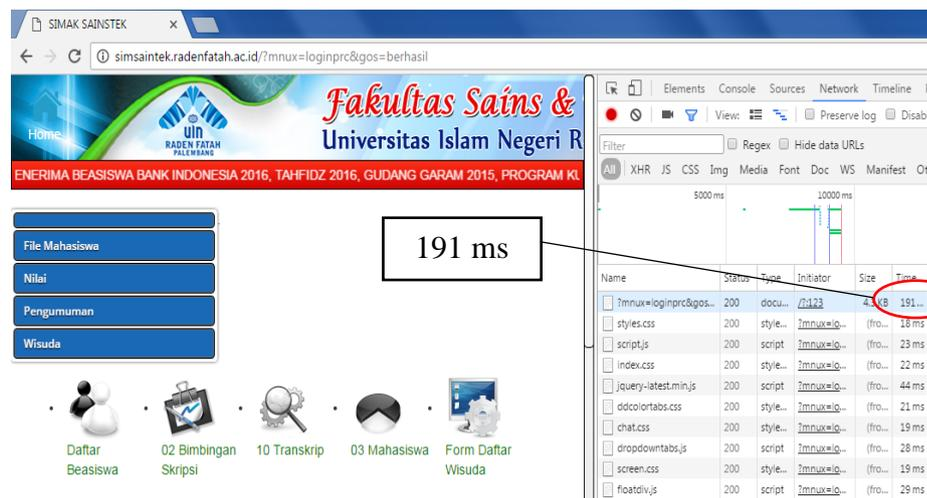 SIMAK SAINSTEK
simsaintek.radenfatah.ac.id/?mnux=loginprc&gos=berhasil
Home
uin
RADEN FATAH
PALEMBANG
Fakultas Sains &
Universitas Islam Negeri R
ENERIMA BEASISWA BANK INDONESIA 2016, TAHFIDZ 2016, GUDANG GARAM 2015, PROGRAM KL
File Mahasiswa
Nilai
Pengumuman
Wisuda
191 ms
Daftar Beasiswa
02 Bimbingan Skripsi
10 Transkrip
03 Mahasiswa
Form Daftar Wisuda
Elements Console Sources Network Timeline
View: Preserve log Disab
Filter Regex Hide data URLs
All XHR JS CSS Img Media Font Doc WS Manifest Ot
5000 ms 10000 ms
Name Status Type Initiator Size Time
?mnux=loginprc&gos... 200 docu... /?:123 KB 191...
styles.css 200 style... ?mnux=lo... (fro... 18 ms
script.js 200 script ?mnux=lo... (fro... 23 ms
index.css 200 style... ?mnux=lo... (fro... 22 ms
jquery-latest.min.js 200 script ?mnux=lo... (fro... 44 ms
ddcolortabs.css 200 style... ?mnux=lo... (fro... 21 ms
chat.css 200 style... ?mnux=lo... (fro... 19 ms
dropdowntabs.js 200 script ?mnux=lo... (fro... 28 ms
screen.css 200 style... ?mnux=lo... (fro... 19 ms
floatdiv.js 200 script ?mnux=lo... (fro... 29 ms